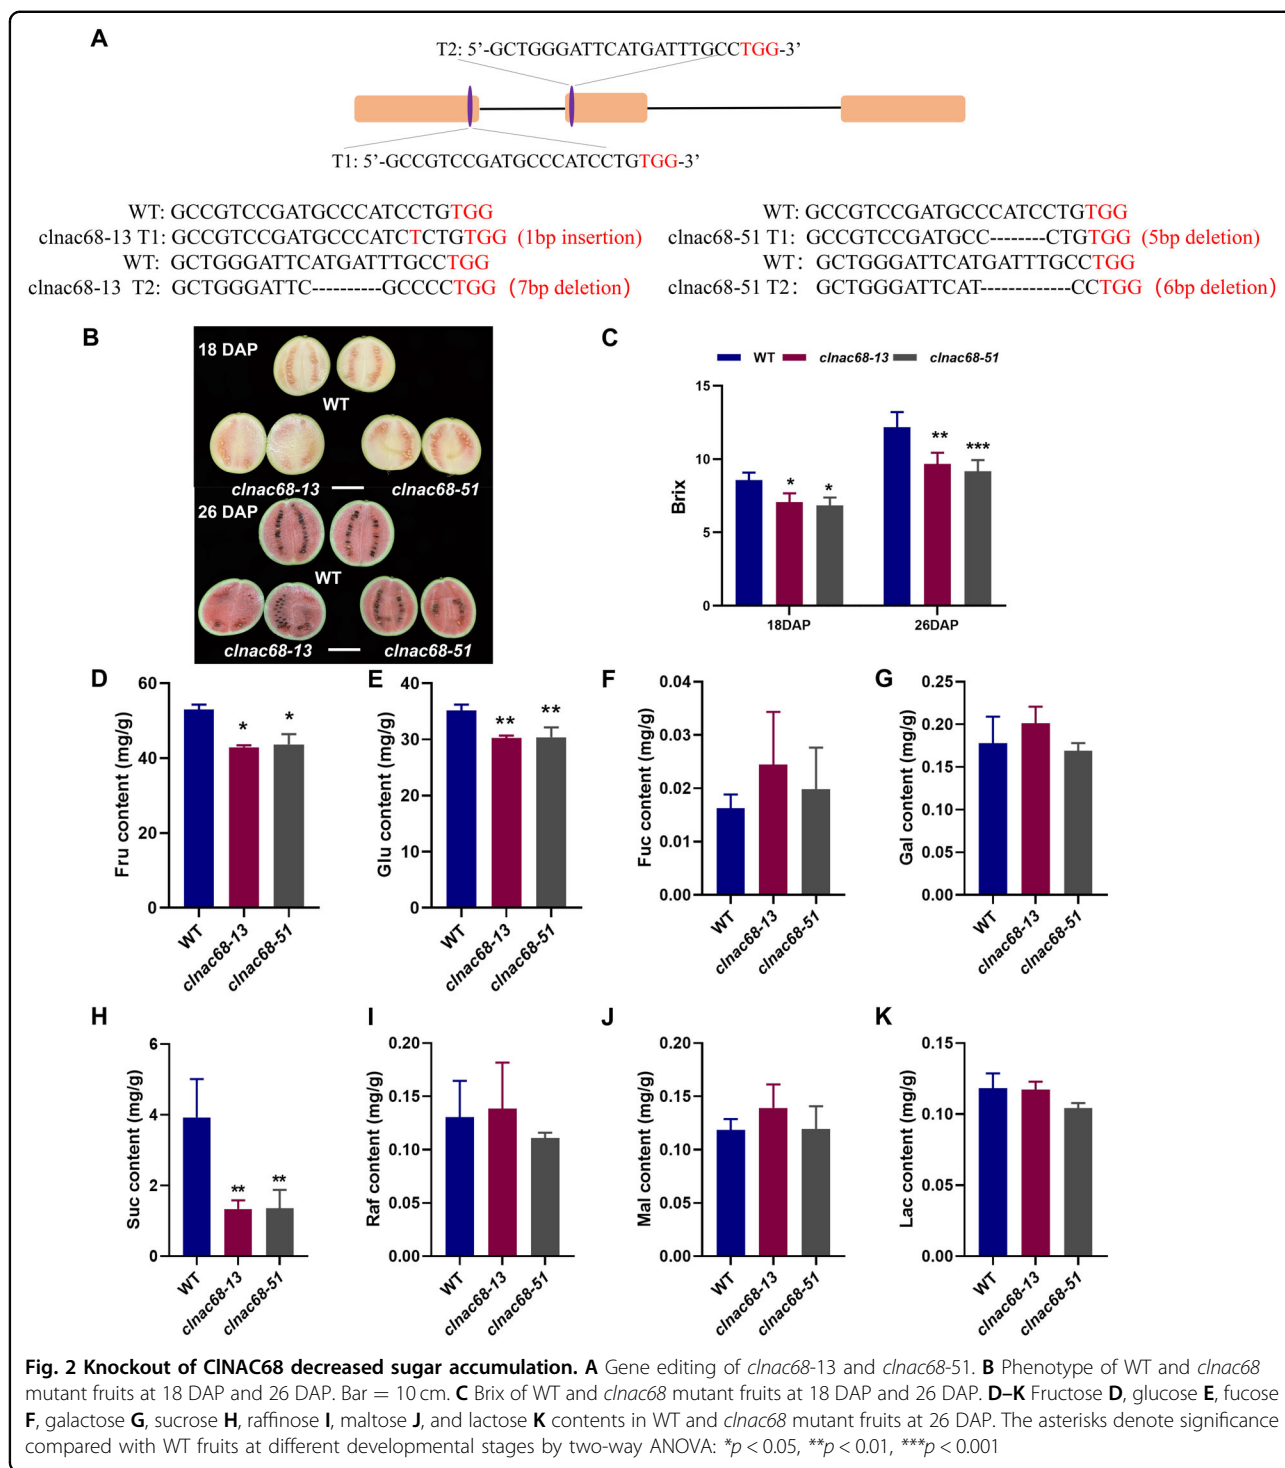 A
T2: 5’-GCTGGGATTCATGATTTGCCTGG-3’
T1: 5’-GCCGTCCGATGCCCATCCTGTGG-3’
WT: GCCGTCCGATGCCCATCCTGTGG
clnac68-13 T1: GCCGTCCGATGCCCATCTCTGTGG (1bp insertion)
WT: GCTGGGATTCATGATTTGCCTGG
clnac68-13 T2: GCTGGGATTC----------GCCCCTGG (7bp deletion)
WT: GCCGTCCGATGCCCATCCTGTGG
clnac68-51 T1: GCCGTCCGATGCC--------CTGTGG (5bp deletion)
WT: GCTGGGATTCATGATTTGCCTGG
clnac68-51 T2: GCTGGGATTCAT-------------CCTGG (6bp deletion)
B
18 DAP
WT
clnac68-13 clnac68-51
26 DAP
WT
clnac68-13 clnac68-51
C
WT clnac68-13 clnac68-51
Brix
15
10
5
0
* * ** ***
18DAP 26DAP
D
Fru content (mg/g)
60
40
20
0
* *
WT clnac68-13 clnac68-51
E
Glu content (mg/g)
40
30
20
10
0
** **
WT clnac68-13 clnac68-51
F
Fuc content (mg/g)
0.04
0.03
0.02
0.01
0.00
WT clnac68-13 clnac68-51
G
Gal content (mg/g)
0.25
0.20
0.15
0.10
0.05
0.00
WT clnac68-13 clnac68-51
H
Suc content (mg/g)
6
4
2
0
** **
WT clnac68-13 clnac68-51
I
Raf content (mg/g)
0.20
0.15
0.10
0.05
0.00
WT clnac68-13 clnac68-51
J
Mal content (mg/g)
0.20
0.15
0.10
0.05
0.00
WT clnac68-13 clnac68-51
K
Lac content (mg/g)
0.15
0.10
0.05
0.00
WT clnac68-13 clnac68-51
Fig. 2 Knockout of ClNAC68 decreased sugar accumulation. A Gene editing of clnac68-13 and clnac68-51. B Phenotype of WT and clnac68
mutant fruits at 18 DAP and 26 DAP. Bar = 10 cm. C Brix of WT and clnac68 mutant fruits at 18 DAP and 26 DAP. D–K Fructose D, glucose E, fucose
F, galactose G, sucrose H, raffinose I, maltose J, and lactose K contents in WT and clnac68 mutant fruits at 26 DAP. The asterisks denote significance
compared with WT fruits at different developmental stages by two-way ANOVA: *p < 0.05, **p < 0.01, ***p < 0.001